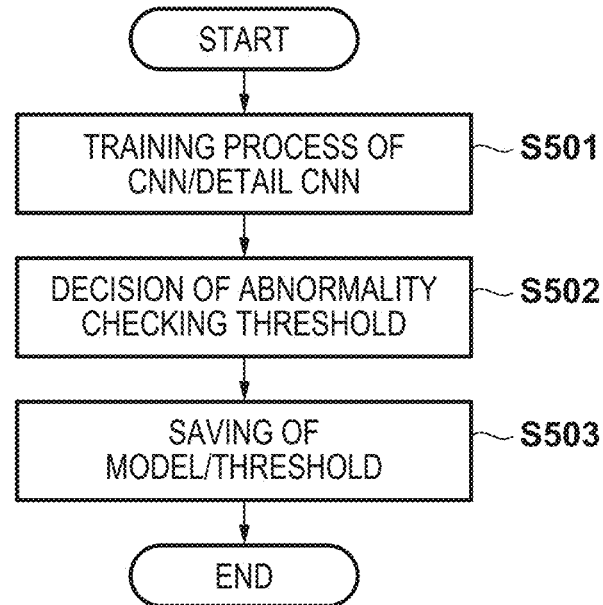 START
TRAINING PROCESS OF
CNN/DETAIL CNN
S501
DECISION OF ABNORMALITY
CHECKING THRESHOLD
S502
SAVING OF
MODEL/THRESHOLD
S503
END